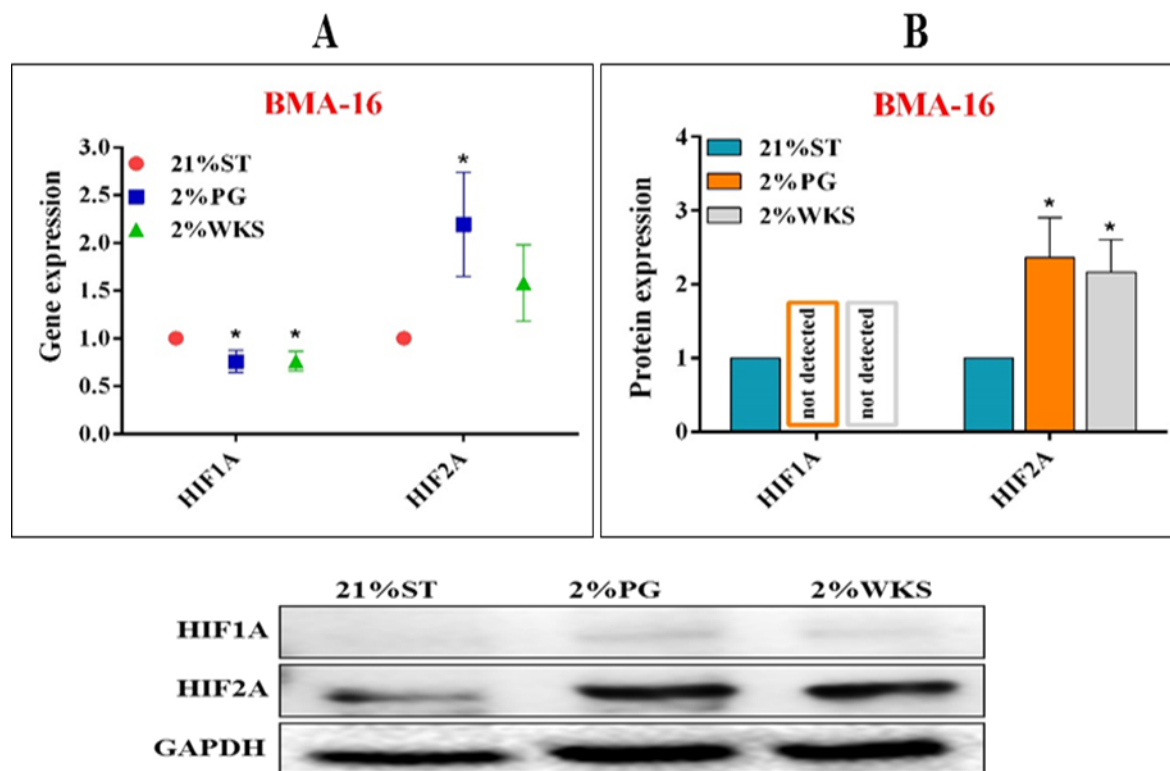 A
BMA-16
3.0
2.5
2.0
1.5
1.0
0.5
0.0
Gene expression
21%ST
2%PG
2%WKS
*
*
*
HIF1A
HIF2A
B
BMA-16
4
3
2
1
0
Protein expression
21%ST
2%PG
2%WKS
not detected
not detected
*
*
HIF1A
HIF2A
21%ST 2%PG 2%WKS
HIF1A
HIF2A
GAPDH